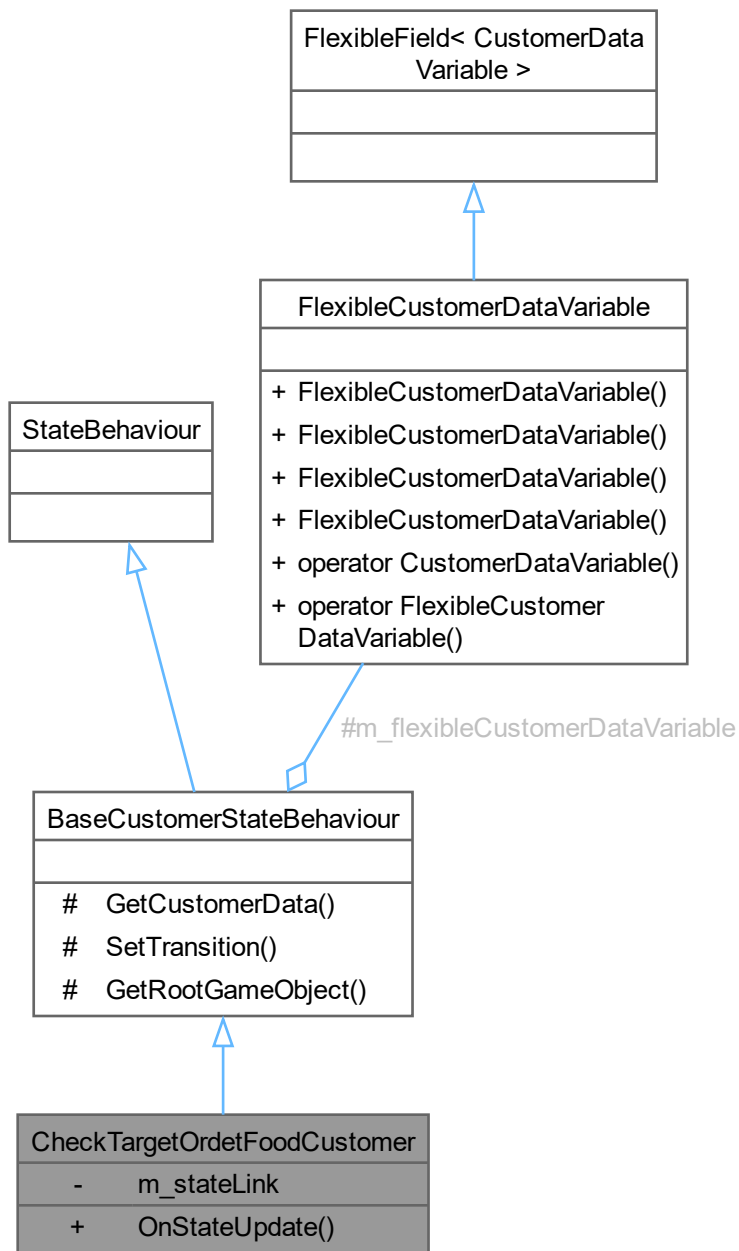 FlexibleField< CustomerData
Variable >
FlexibleCustomerDataVariable
+ FlexibleCustomerDataVariable()
+ FlexibleCustomerDataVariable()
+ FlexibleCustomerDataVariable()
+ FlexibleCustomerDataVariable()
+ operator CustomerDataVariable()
+ operator FlexibleCustomer
DataVariable()
StateBehaviour
#m_flexibleCustomerDataVariable
BaseCustomerStateBehaviour
# GetCustomerData()
# SetTransition()
# GetRootGameObject()
CheckTargetOrdetFoodCustomer
- m_stateLink
+ OnStateUpdate()